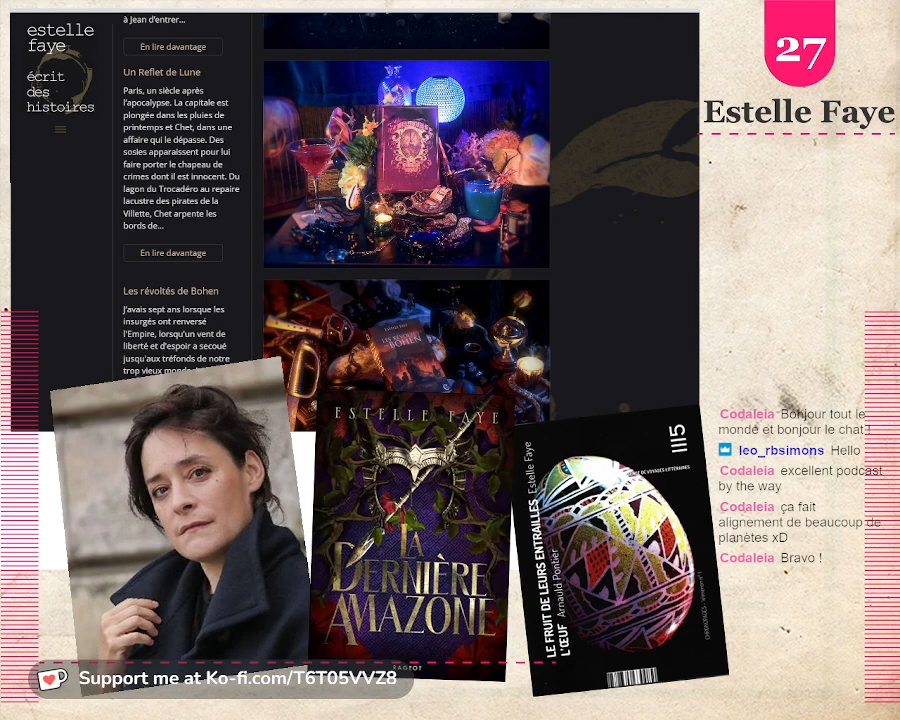 estelle
faye
écrit
des
histoires
à Jean d'entrer...
En lire davantage
Un Reflet de Lune
Paris, un siècle après
l'apocalypse. La capitale est
plongée dans les pluies de
printemps et Chet, dans une
affaire qui le dépasse. Des
sosies apparaissent pour lui
faire porter le chapeau de
crimes dont il est innocent. Du
lagon du Trocadéro au repaire
lacustre des pirates de la
Villette, Chet arpente les
bords de...
En lire davantage
Les révoltés de Bohen
J'avais sept ans lorsque les
insurgés ont renversé
l'Empire, lorsqu'un vent de
liberté et d'espoir a secoué
jusqu'aux tréfonds de notre
trop vieux
27
Estelle Faye
Codaleia Bonjour tout le
monde et bonjour le chat !
leo_rbsimons Hello
Codaleia excellent podcast
by the way
Codaleia ça fait
alignement de beaucoup de
planètes xD
Codaleia Bravo !
ESTELLE FAYE
LA
DERNIÈRE
AMAZONE
RAGEOT
LE FRUIT DE LEURS ENTRAILLES Estelle Faye
L'ŒUF Arnauld Pontier
DE VOYAGES LITTÉRAIRES
Support me at Ko-fi.com/T6T05VVZ8